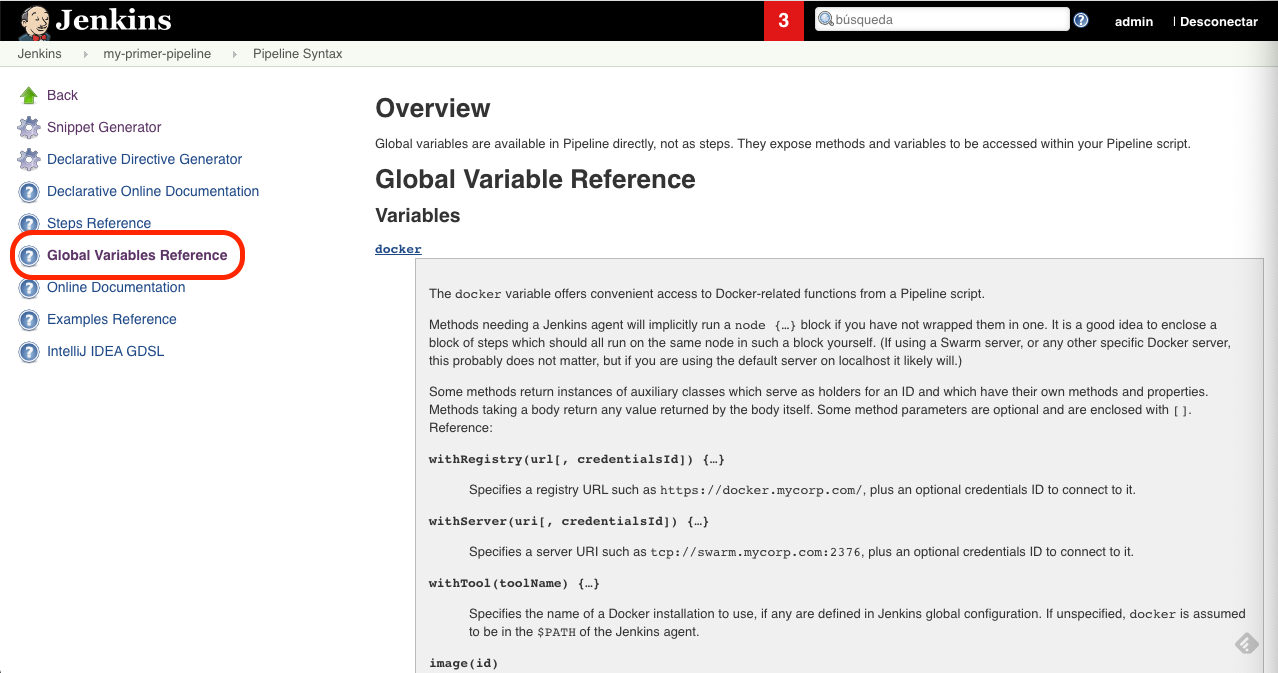 Jenkins
3
búsqueda
admin
| Desconectar
Jenkins
my-primer-pipeline
Pipeline Syntax
Back
Snippet Generator
Declarative Directive Generator
Declarative Online Documentation
Steps Reference
Global Variables Reference
Online Documentation
Examples Reference
IntelliJ IDEA GDSL
Overview
Global variables are available in Pipeline directly, not as steps. They expose methods and variables to be accessed within your Pipeline script.
Global Variable Reference
Variables
docker
The docker variable offers convenient access to Docker-related functions from a Pipeline script.
Methods needing a Jenkins agent will implicitly run a node {…} block if you have not wrapped them in one. It is a good idea to enclose a
block of steps which should all run on the same node in such a block yourself. (If using a Swarm server, or any other specific Docker server,
this probably does not matter, but if you are using the default server on localhost it likely will.)
Some methods return instances of auxiliary classes which serve as holders for an ID and which have their own methods and properties.
Methods taking a body return any value returned by the body itself. Some method parameters are optional and are enclosed with [].
Reference:
withRegistry(url[, credentialsId]) {…}
Specifies a registry URL such as https://docker.mycorp.com/, plus an optional credentials ID to connect to it.
withServer(uri[, credentialsId]) {…}
Specifies a server URI such as tcp://swarm.mycorp.com:2376, plus an optional credentials ID to connect to it.
withTool(toolName) {…}
Specifies the name of a Docker installation to use, if any are defined in Jenkins global configuration. If unspecified, docker is assumed
to be in the $PATH of the Jenkins agent.
image(id)